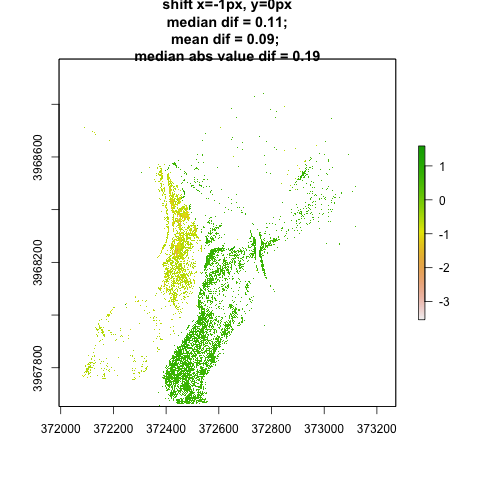 shift x=-1px, y=0px
median dif = 0.11;
mean dif = 0.09;
median abs value dif = 0.19
3968600
3968200
3967800
1
0
-1
-2
-3
372000 372200 372400 372600 372800 373000 373200